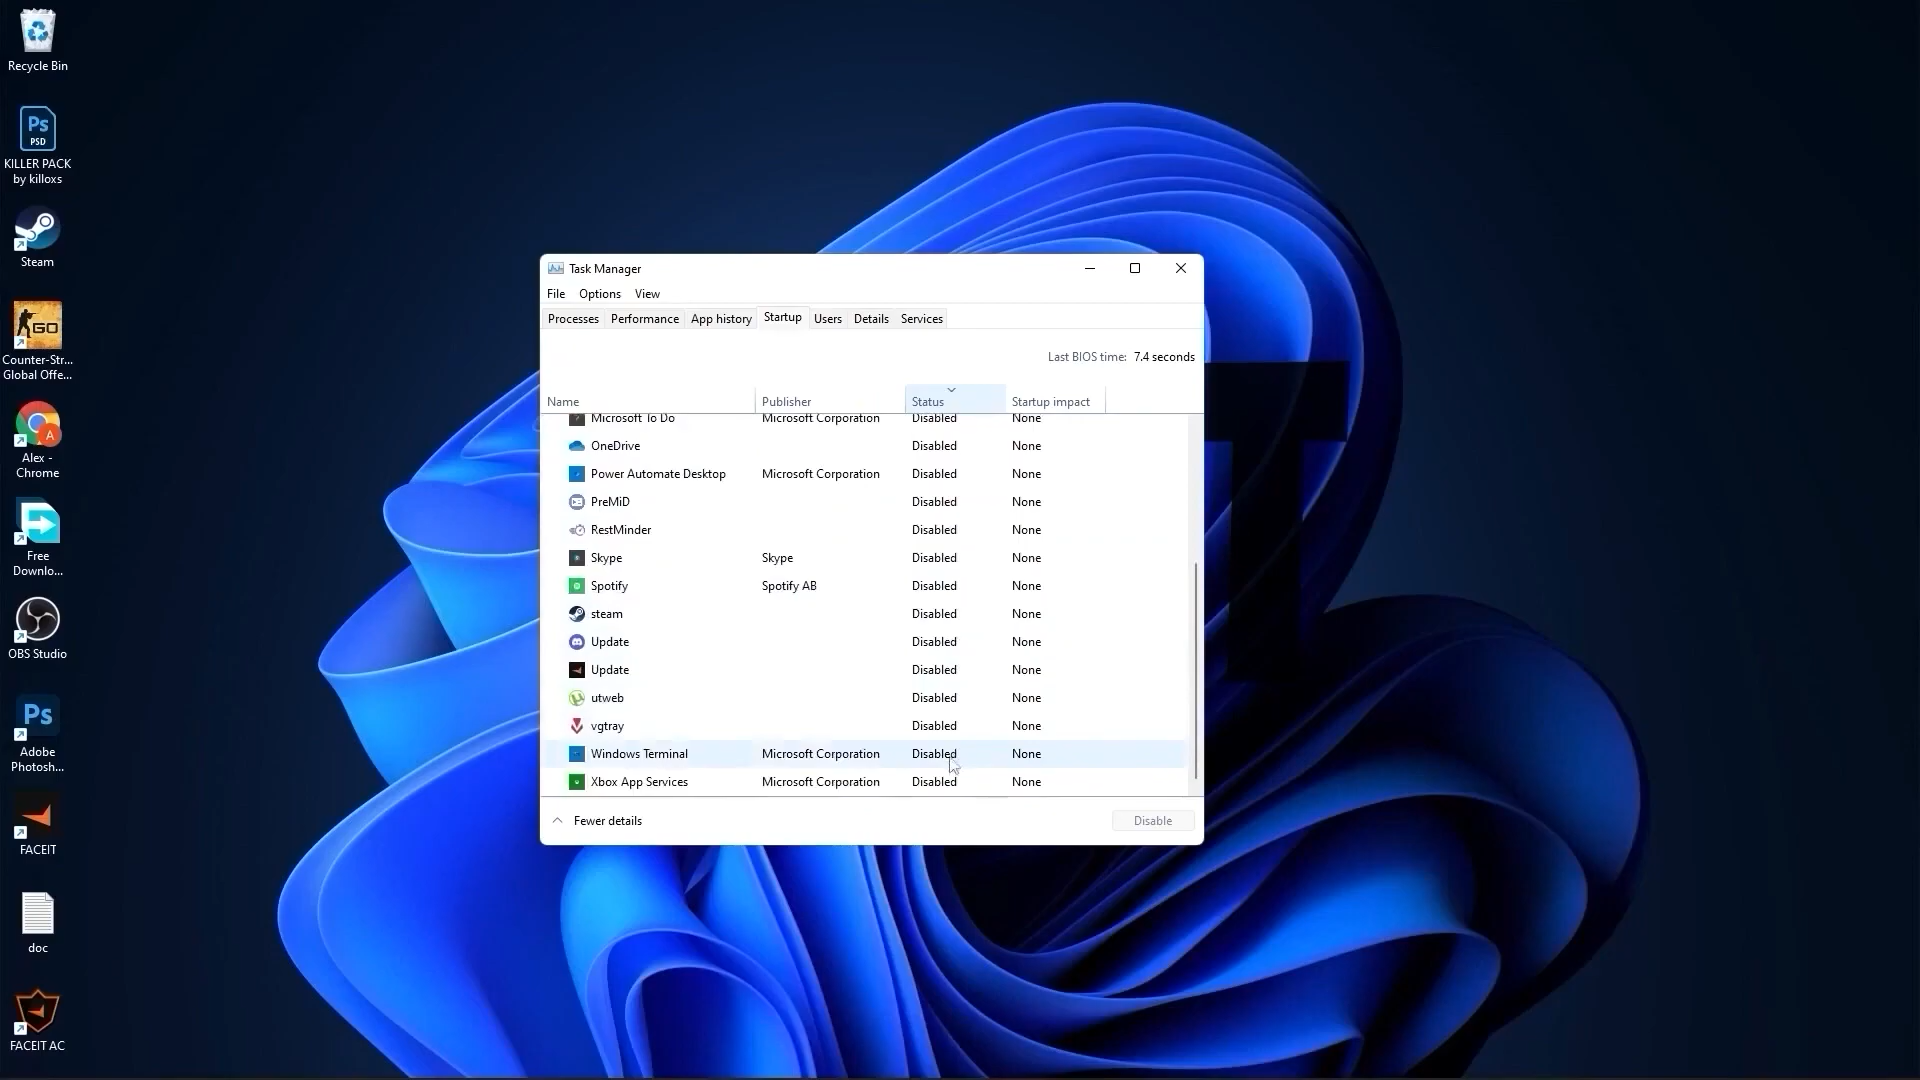 Recycle Bin
Ps
PSD
KILLER PACK
by killoxs
Steam
GO
Counter-Str...
Global Offe...
A
Alex -
Chrome
Free
Downlo...
OBS Studio
Ps
Adobe
Photosh...
FACEIT
doc
FACEIT AC
Task Manager
File Options View
Processes Performance App history Startup Users Details Services
Last BIOS time: 7.4 seconds
Name Publisher Status Startup impact
Microsoft To Do Microsoft Corporation Disabled None
OneDrive Disabled None
Power Automate Desktop Microsoft Corporation Disabled None
PreMiD Disabled None
RestMinder Disabled None
Skype Skype Disabled None
Spotify Spotify AB Disabled None
steam Disabled None
Update Disabled None
Update Disabled None
utweb Disabled None
vgtray Disabled None
Windows Terminal Microsoft Corporation Disabled None
Xbox App Services Microsoft Corporation Disabled None
Fewer details Disable